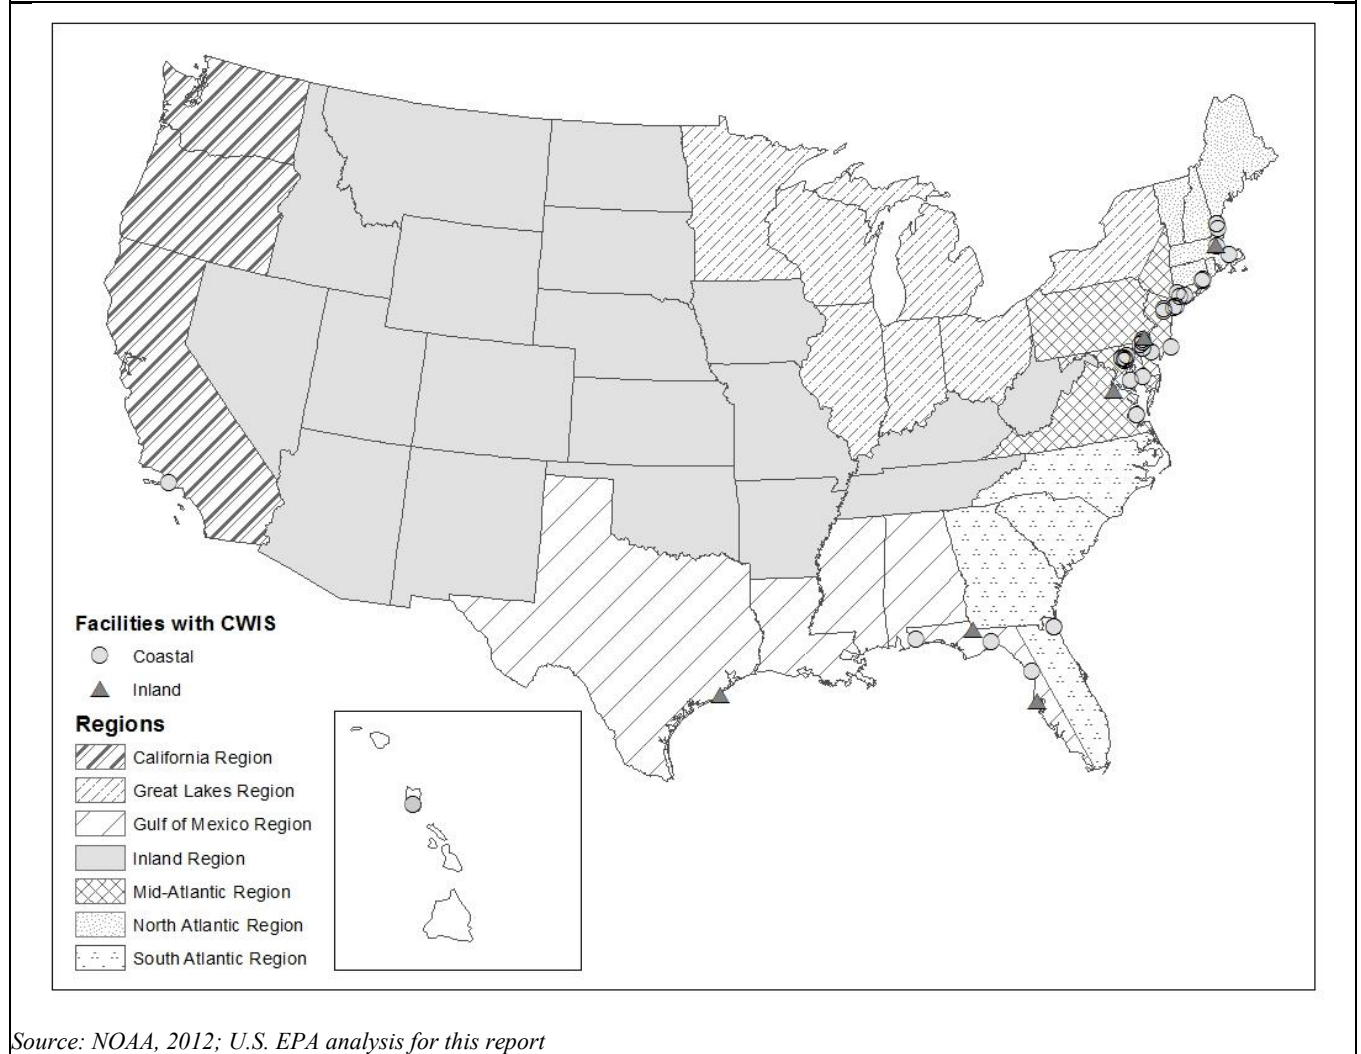 Facilities with CWIS
Coastal
Inland
Regions
California Region
Great Lakes Region
Gulf of Mexico Region
Inland Region
Mid-Atlantic Region
North Atlantic Region
South Atlantic Region
Source: NOAA, 2012; U.S. EPA analysis for this report